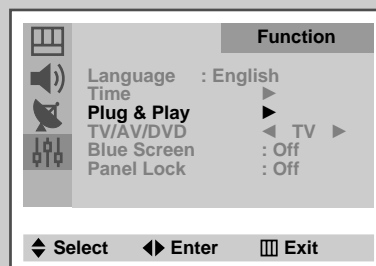 Function
Language : English
Time ▶
Plug & Play ▶
TV/AV/DVD ◀ TV ▶
Blue Screen : Off
Panel Lock : Off
Select Enter Exit